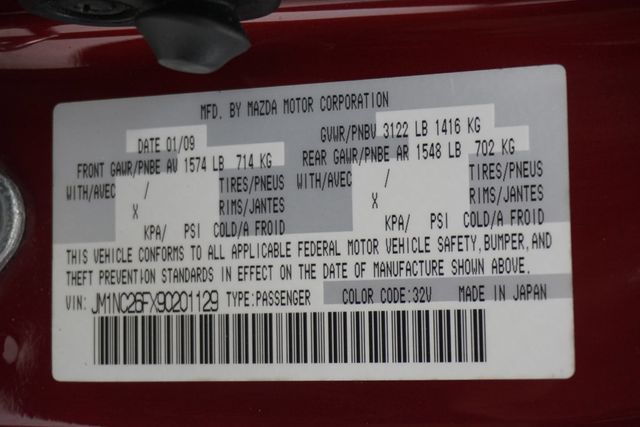 MFD. BY MAZDA MOTOR CORPORATION
DATE 01/09 GVWR/PNBV 3122 LB 1416 KG
FRONT GAWR/PNBE AV 1574 LB 714 KG REAR GAWR/PNBE AR 1548 LB 702 KG
WITH/AVEC / TIRES/PNEUS WITH/AVEC / TIRES/PNEUS
X RIMS/JANTES X RIMS/JANTES
KPA/ PSI COLD/A FROID KPA/ PSI COLD/A FROID
THIS VEHICLE CONFORMS TO ALL APPLICABLE FEDERAL MOTOR VEHICLE SAFETY, BUMPER, AND
THEFT PREVENTION STANDARDS IN EFFECT ON THE DATE OF MANUFACTURE SHOWN ABOVE.
VIN: JM1NC26FX90201129 TYPE:PASSENGER COLOR CODE:32V MADE IN JAPAN